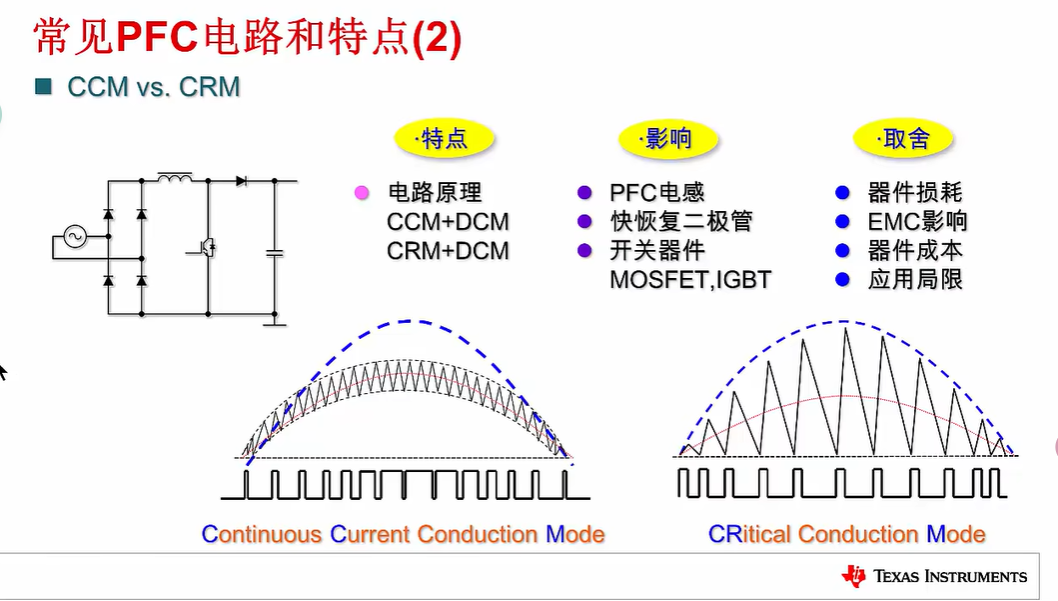 常见PFC电路和特点(2)
CCM vs. CRM
·特点
·影响
·取舍
电路原理
CCM+DCM
CRM+DCM
PFC电感
快恢复二极管
开关器件
MOSFET,IGBT
器件损耗
EMC影响
器件成本
应用局限
Continuous Current Conduction Mode
CRitical Conduction Mode
TEXAS INSTRUMENTS